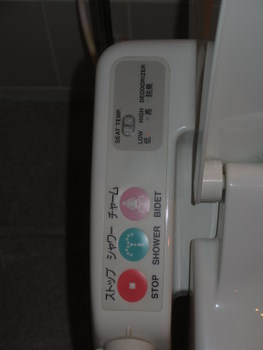 SEAT TEMP.
LOW HIGH DEODORIZER
低 ・高 ・脱臭
ストップ シャワー チャーム
STOP SHOWER BIDET